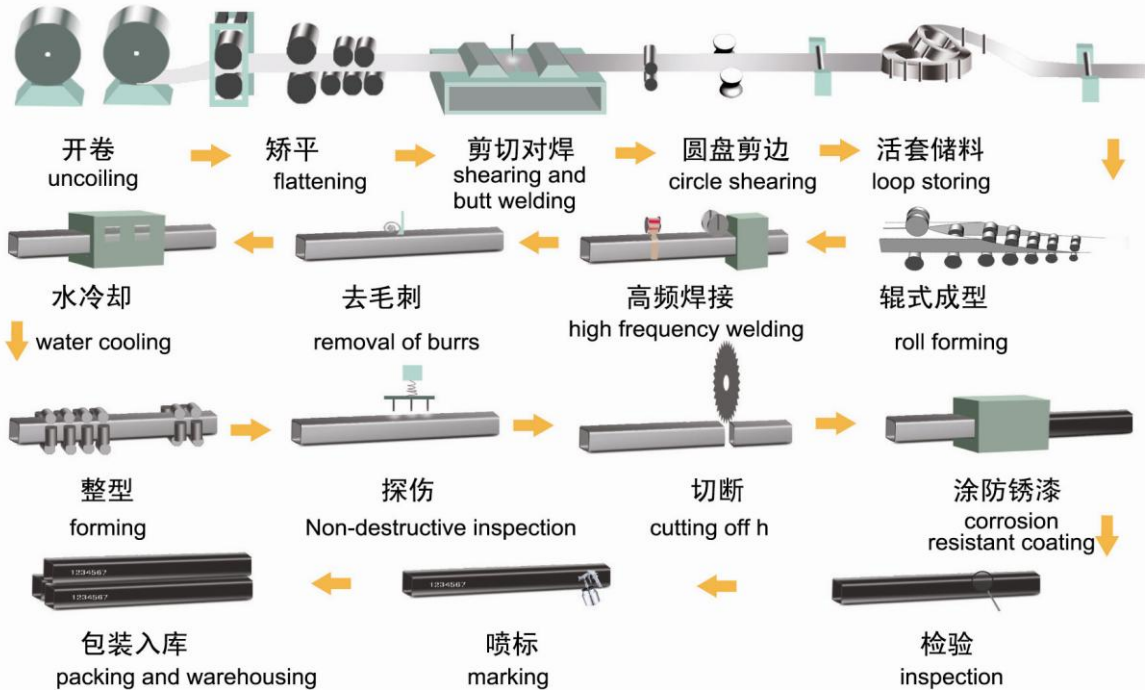 开卷
uncoiling
矫平
flattening
剪切对焊
shearing and
butt welding
圆盘剪边
circle shearing
活套储料
loop storing
辊式成型
roll forming
高频焊接
high frequency welding
去毛刺
removal of burrs
水冷却
water cooling
整型
forming
探伤
Non-destructive inspection
切断
cutting off h
涂防锈漆
corrosion
resistant coating
检验
inspection
1234567
喷标
marking
1234567
1234567
包装入库
packing and warehousing